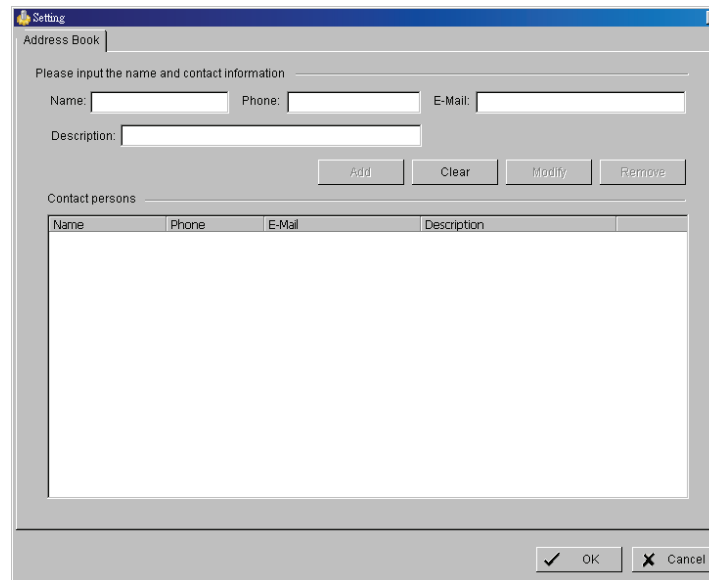 Setting
Address Book
Please input the name and contact information
Name: Phone: E-Mail:
Description:
Add Clear Modify Remove
Contact persons
Name Phone E-Mail Description
OK Cancel